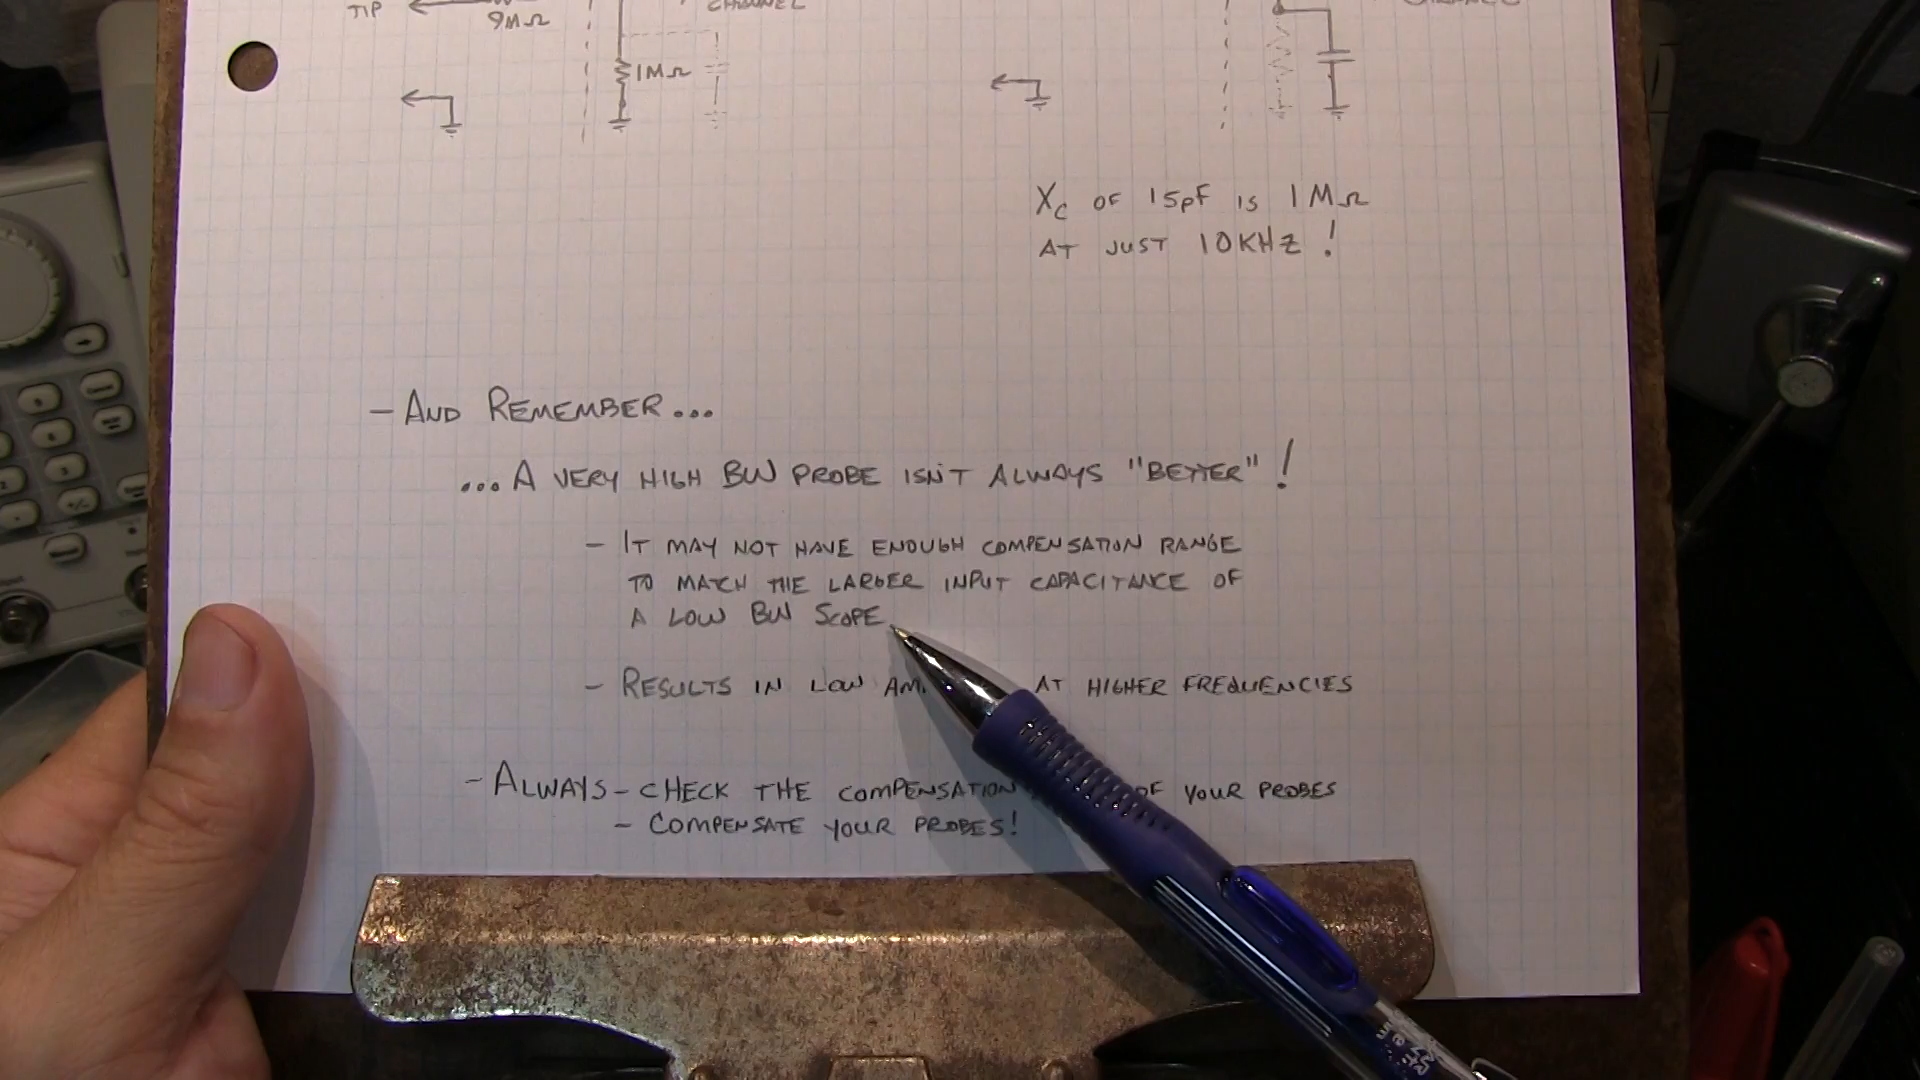 TIP
9MΩ
CHANNEL
1MΩ
XC OF 15pF IS 1MΩ
AT JUST 10KHZ!
- AND REMEMBER...
...A VERY HIGH BW PROBE ISN'T ALWAYS "BETTER"!
- IT MAY NOT HAVE ENOUGH COMPENSATION RANGE
TO MATCH THE LARGER INPUT CAPACITANCE OF
A LOW BW SCOPE
- RESULTS IN LOW AT HIGHER FREQUENCIES
- ALWAYS - CHECK THE COMPENSATION OF YOUR PROBES
- COMPENSATE YOUR PROBES!